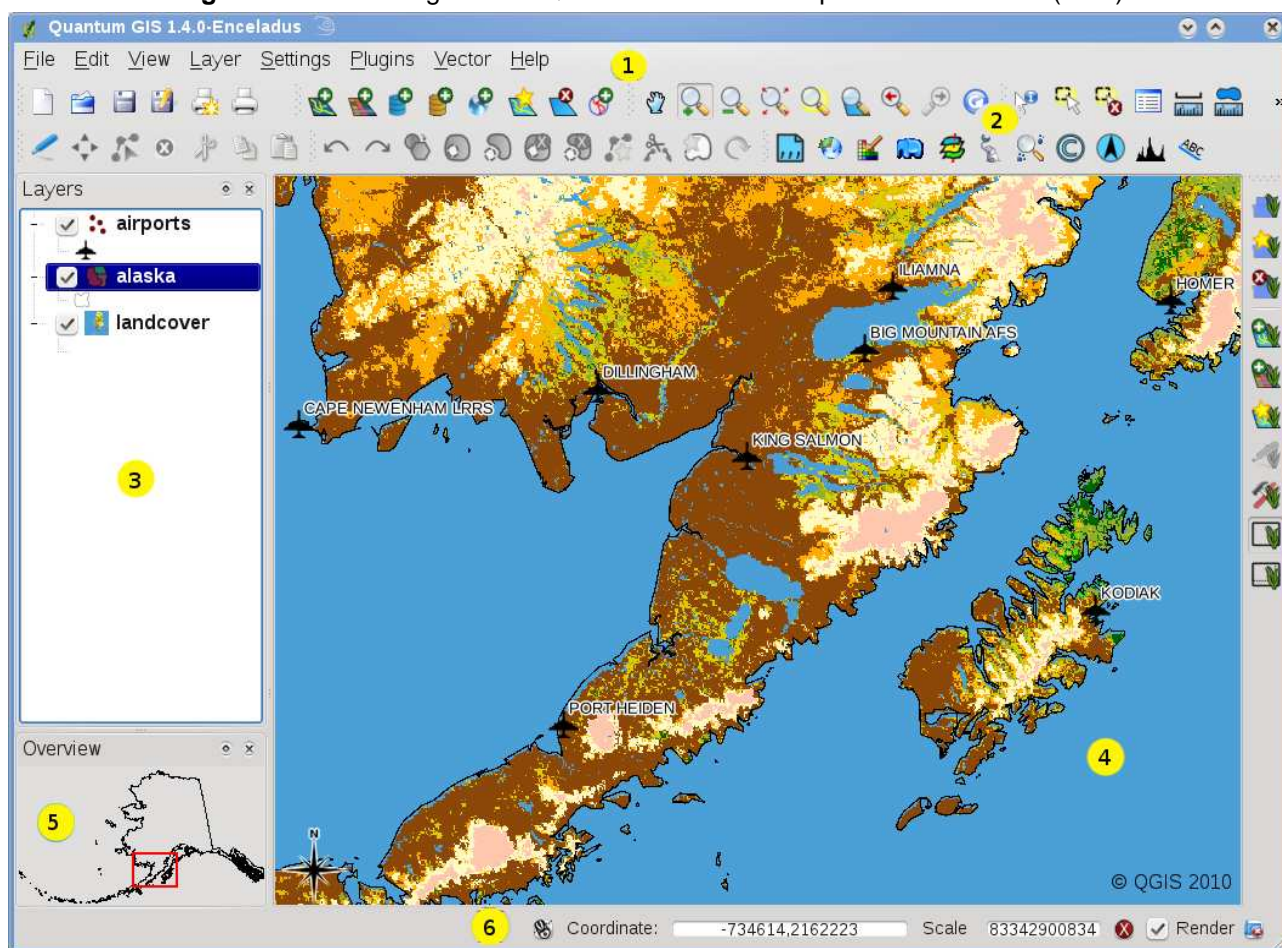 Quantum GIS 1.4.0-Enceladus
File Edit View Layer Settings Plugins Vector Help
1
2
ABC
Layers
airports
alaska
landcover
3
ILIAMNA
HOMER
BIG MOUNTAIN AFS
DILLINGHAM
CAPE NEWENHAM LRRS
KING SALMON
KODIAK
PORT HEIDEN
4
N
© QGIS 2010
Overview
5
6
Coordinate: -734614,2162223 Scale 83342900834 Render